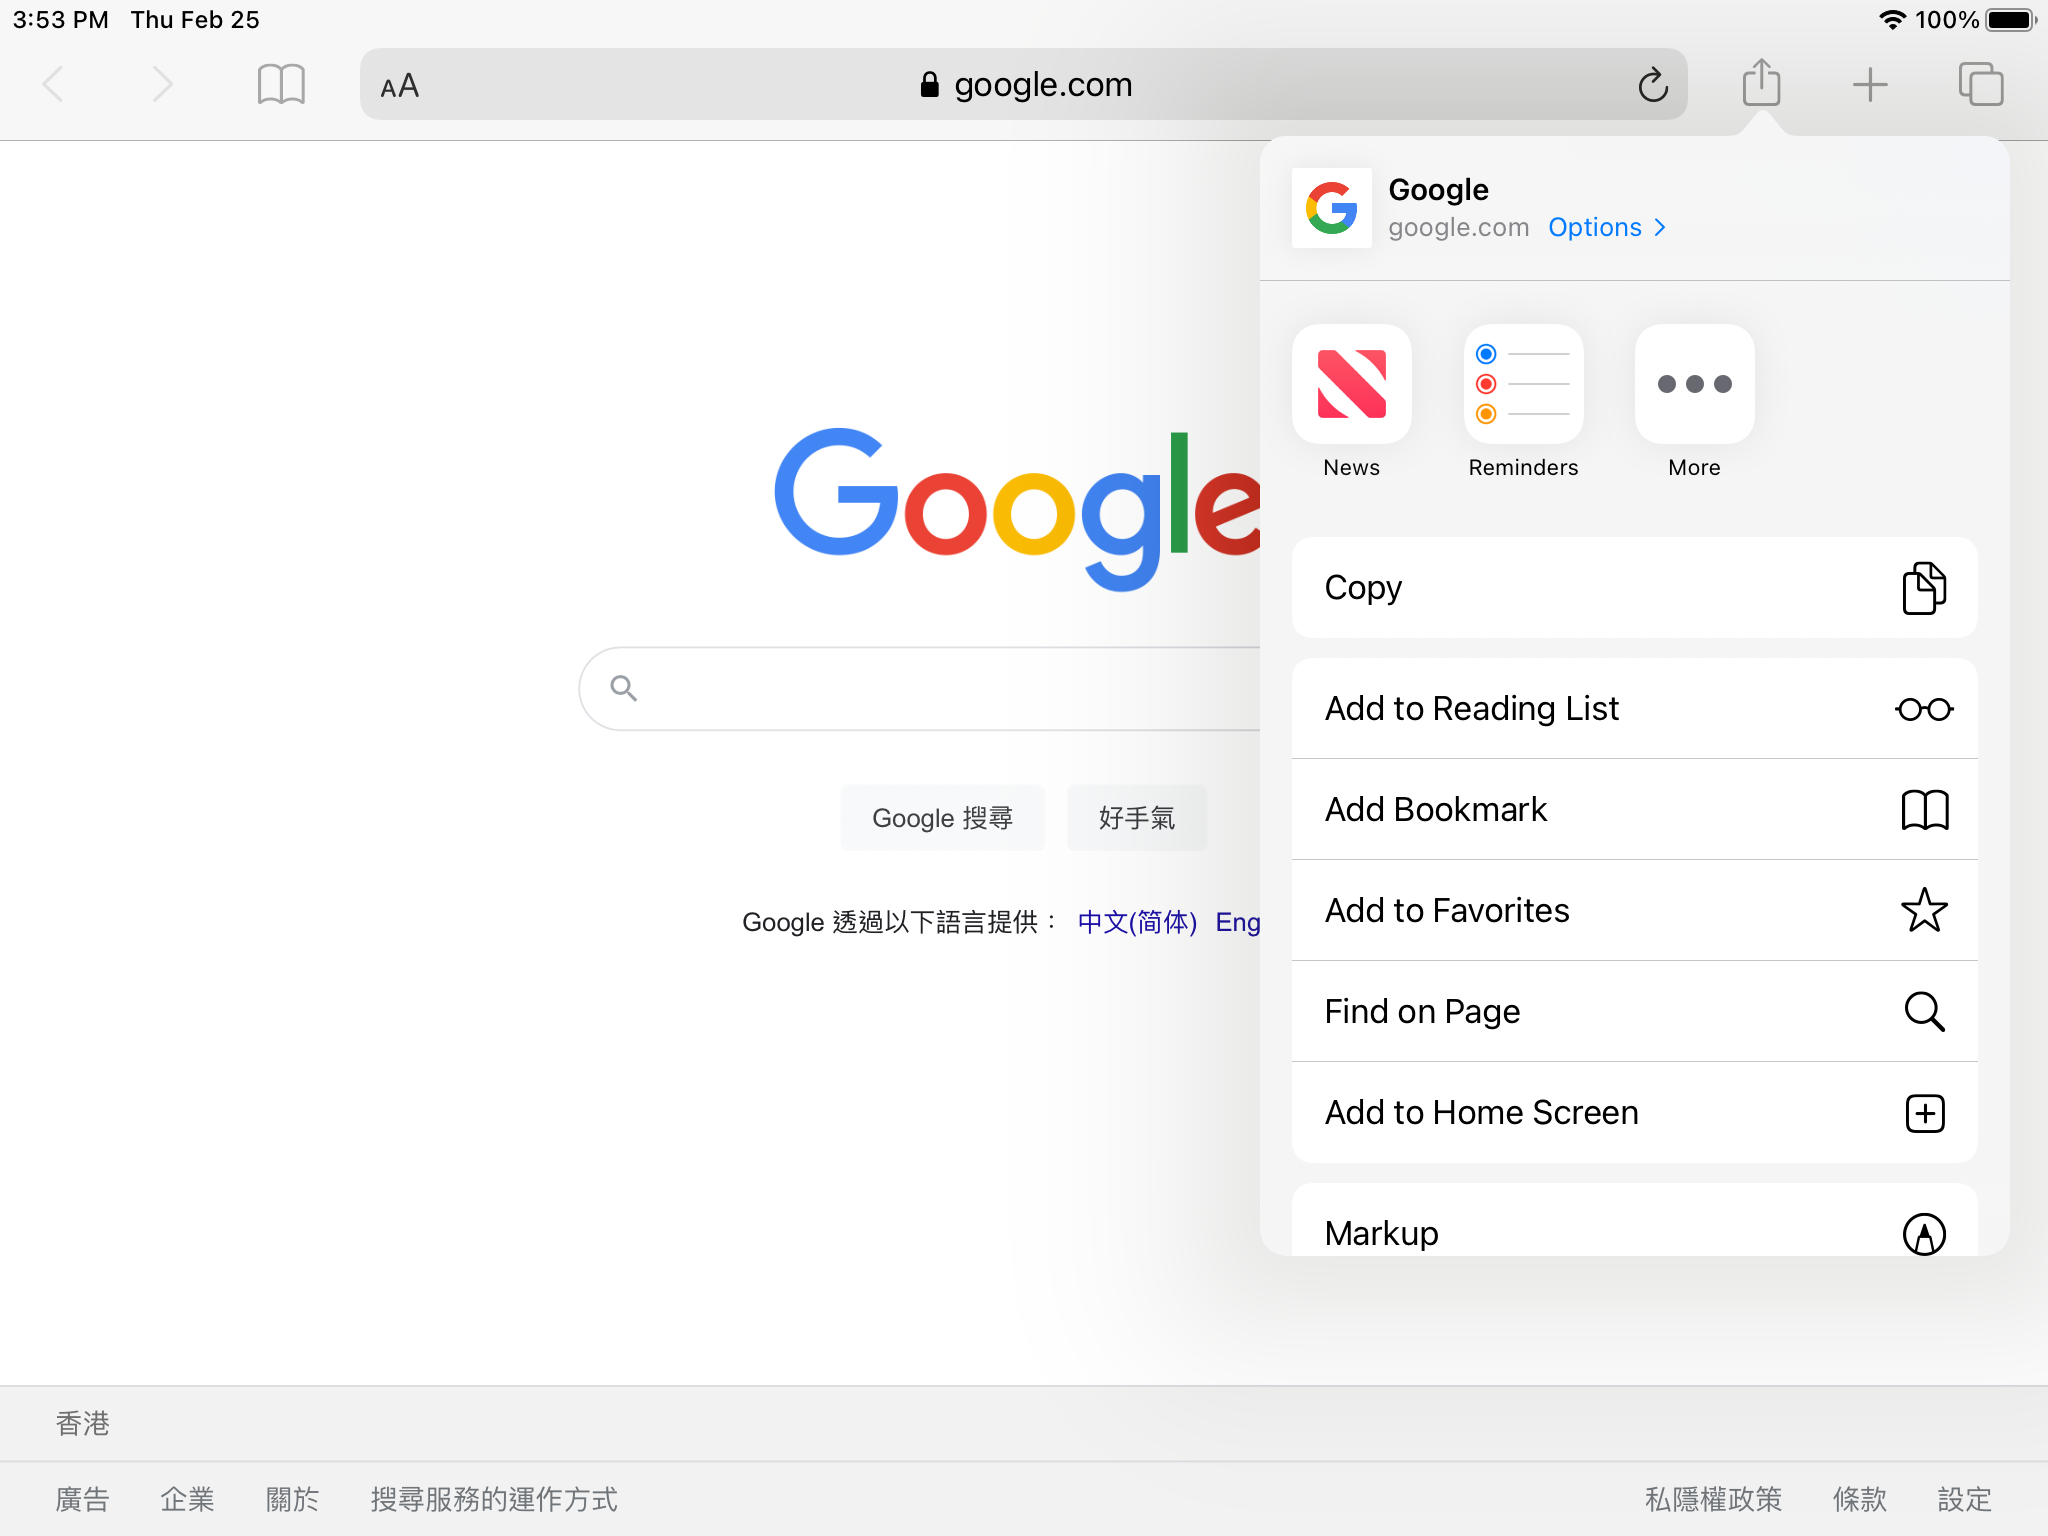 3:53 PM Thu Feb 25
100%
AA
google.com
Google
google.com Options
News Reminders More
Copy
Add to Reading List
Add Bookmark
Add to Favorites
Find on Page
Add to Home Screen
Markup
Google
Google 搜尋 好手氣
Google 透過以下語言提供： 中文(简体) Eng
香港
廣告 企業 關於 搜尋服務的運作方式 私隱權政策 條款 設定